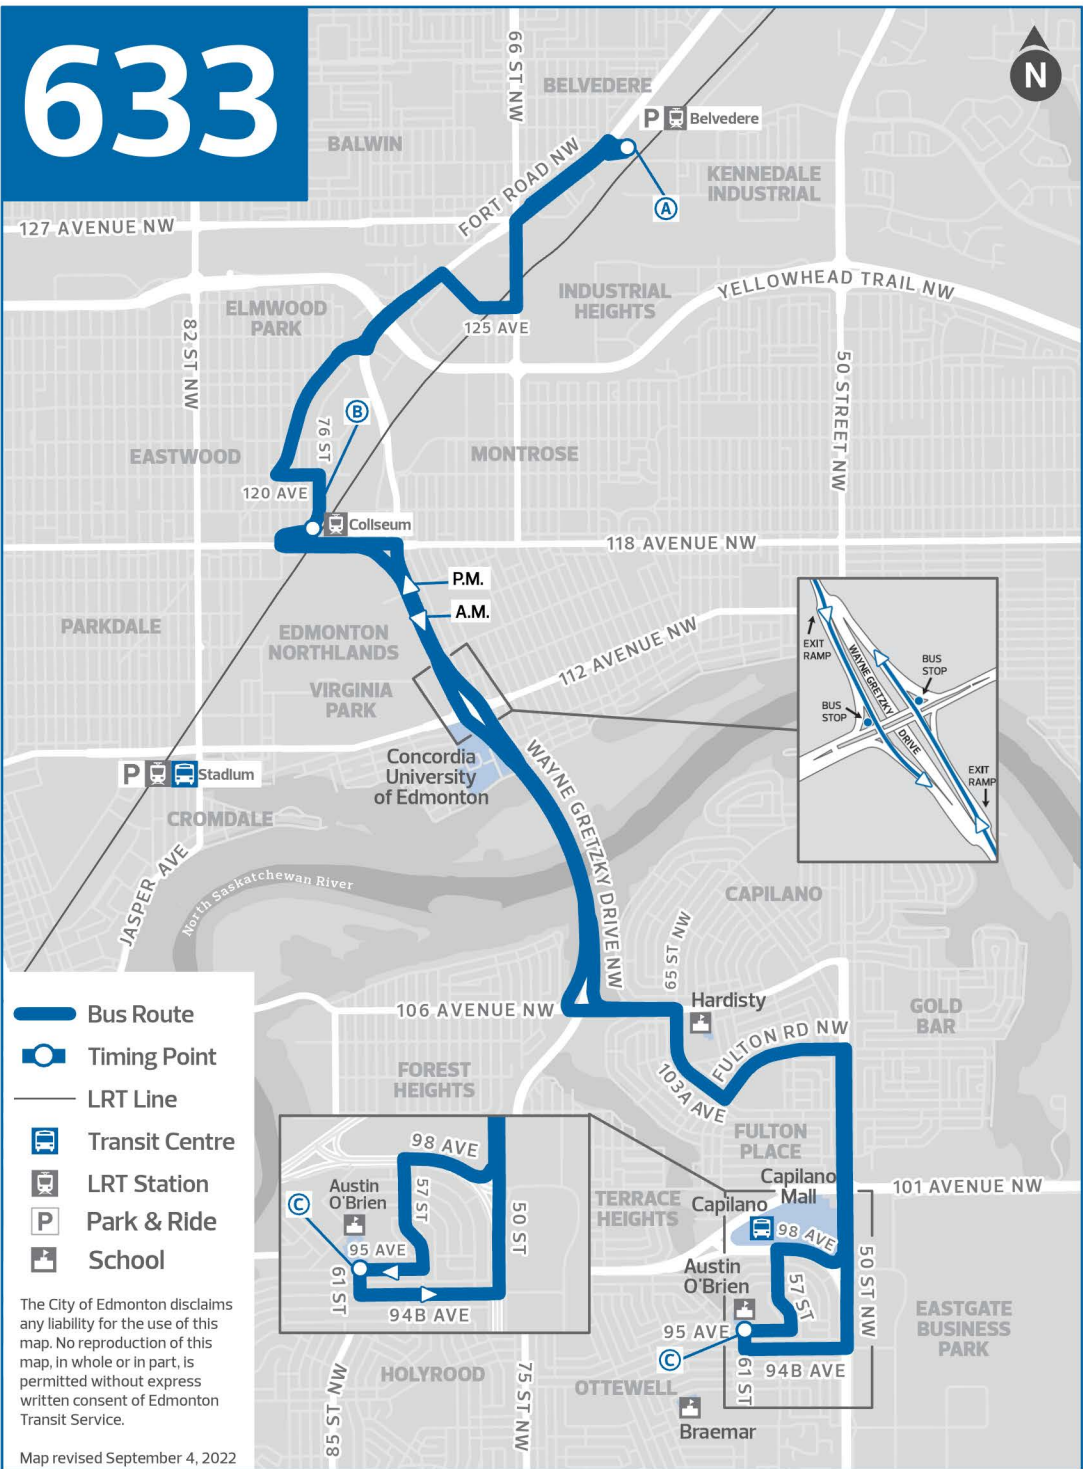 633
N
66 ST NW
BELVEDERE
BALWIN
P
Belvedere
KENNEDALE
INDUSTRIAL
FORT ROAD NW
A
127 AVENUE NW
YELLOWHEAD TRAIL NW
INDUSTRIAL
HEIGHTS
ELMWOOD
PARK
125 AVE
82 ST NW
50 STREET NW
B
76 ST
EASTWOOD
MONTROSE
120 AVE
Coliseum
118 AVENUE NW
P.M.
A.M.
PARKDALE
EDMONTON
NORTHLANDS
112 AVENUE NW
VIRGINIA
PARK
EXIT
RAMP
WAYNE GRETZKY
DRIVE
BUS
STOP
BUS
STOP
EXIT
RAMP
Concordia
University
of Edmonton
WAYNE GRETZKY DRIVE NW
P
Stadium
CROMDALE
JASPER AVE
North Saskatchewan River
CAPILANO
65 ST NW
106 AVENUE NW
Hardisty
GOLD
BAR
FULTON RD NW
103A AVE
FOREST
HEIGHTS
FULTON
PLACE
Capilano
Mall
101 AVENUE NW
TERRACE
HEIGHTS
Capilano
98 AVE
Austin
O'Brien
57 ST
50 ST NW
95 AVE
C
61 ST
94B AVE
EASTGATE
BUSINESS
PARK
98 AVE
Austin
O'Brien
57 ST
50 ST
C
95 AVE
61 ST
94B AVE
HOLYROOD
OTTEWELL
85 ST NW
75 ST NW
Braemar
Bus Route
Timing Point
LRT Line
Transit Centre
LRT Station
P
Park & Ride
School
The City of Edmonton disclaims
any liability for the use of this
map. No reproduction of this
map, in whole or in part, is
permitted without express
written consent of Edmonton
Transit Service.
Map revised September 4, 2022